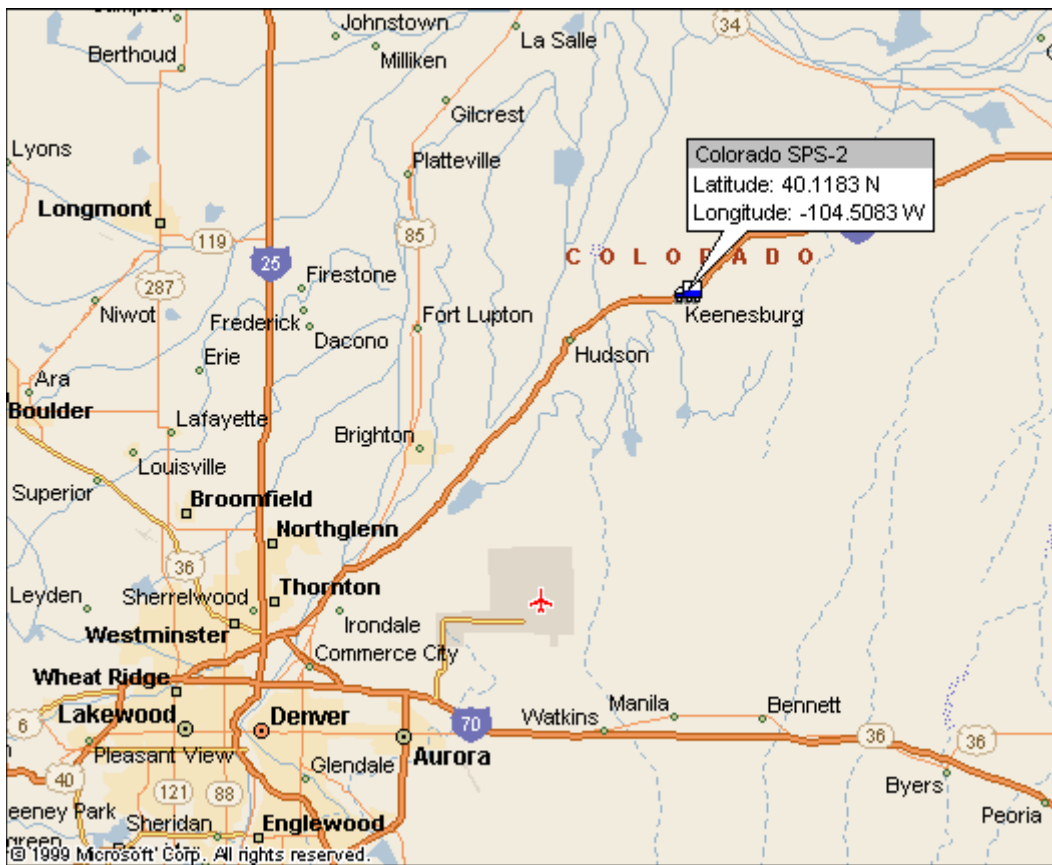 Johnstown
La Salle
34
Berthoud
Milliken
Gilcrest
Lyons
Platteville
Colorado SPS-2
Latitude: 40.1183 N
Longitude: -104.5083 W
Longmont
119
85
25
COLORADO
287
Firestone
Niwot
Frederick
Fort Lupton
Keenesburg
Dacono
Hudson
Erie
Ara
Boulder
Lafayette
Brighton
Louisville
Superior
Broomfield
Northglenn
36
Leyden
Sherrelwood
Thornton
Irondale
Westminster
Commerce City
Wheat Ridge
6
Lakewood
Denver
70
Watkins
Manila
Bennett
36
36
Pleasant View
Aurora
40
Glendale
Byers
121
88
eeney Park
Sheridan
Englewood
Peoria
green
© 1999 Microsoft Corp. All rights reserved.